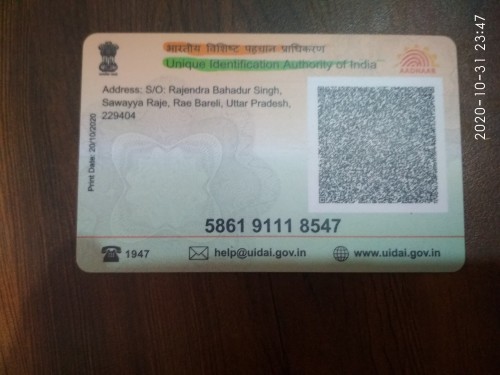 भारतीय विशिष्ट पहचान प्राधिकरण
Unique Identification Authority of India
AADHAAR
Address: S/O: Rajendra Bahadur Singh,
Sawayya Raje, Rae Bareli, Uttar Pradesh,
229404
Print Date: 20/10/2020
5861 9111 8547
1947
help@uidai.gov.in
www.uidai.gov.in
2020-10-31 23:47